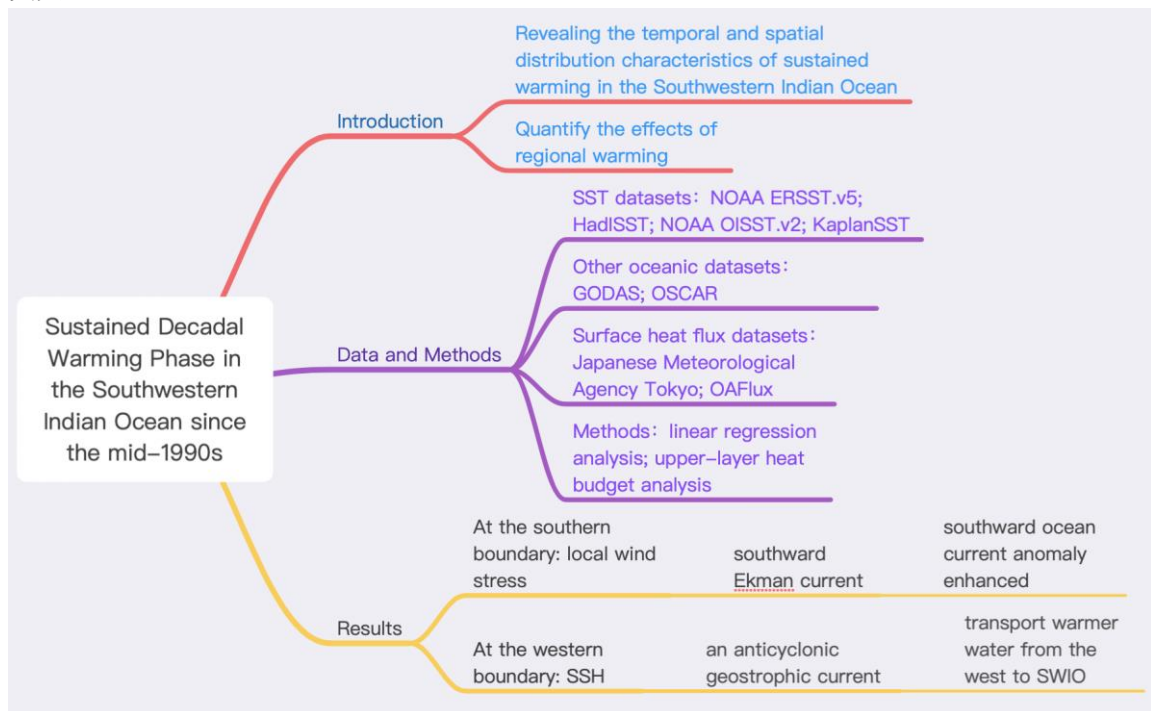 Sustained Decadal
Warming Phase in
the Southwestern
Indian Ocean since
the mid-1990s
Introduction
Revealing the temporal and spatial
distribution characteristics of sustained
warming in the Southwestern Indian Ocean
Quantify the effects of
regional warming
Data and Methods
SST datasets: NOAA ERSST.v5;
HadISST; NOAA OISST.v2; KaplanSST
Other oceanic datasets:
GODAS; OSCAR
Surface heat flux datasets:
Japanese Meteorological
Agency Tokyo; OAFlux
Methods: linear regression
analysis; upper-layer heat
budget analysis
Results
At the southern
boundary: local wind
stress
southward
Ekman current
southward ocean
current anomaly
enhanced
At the western
boundary: SSH
an anticyclonic
geostrophic current
transport warmer
water from the
west to SWIO